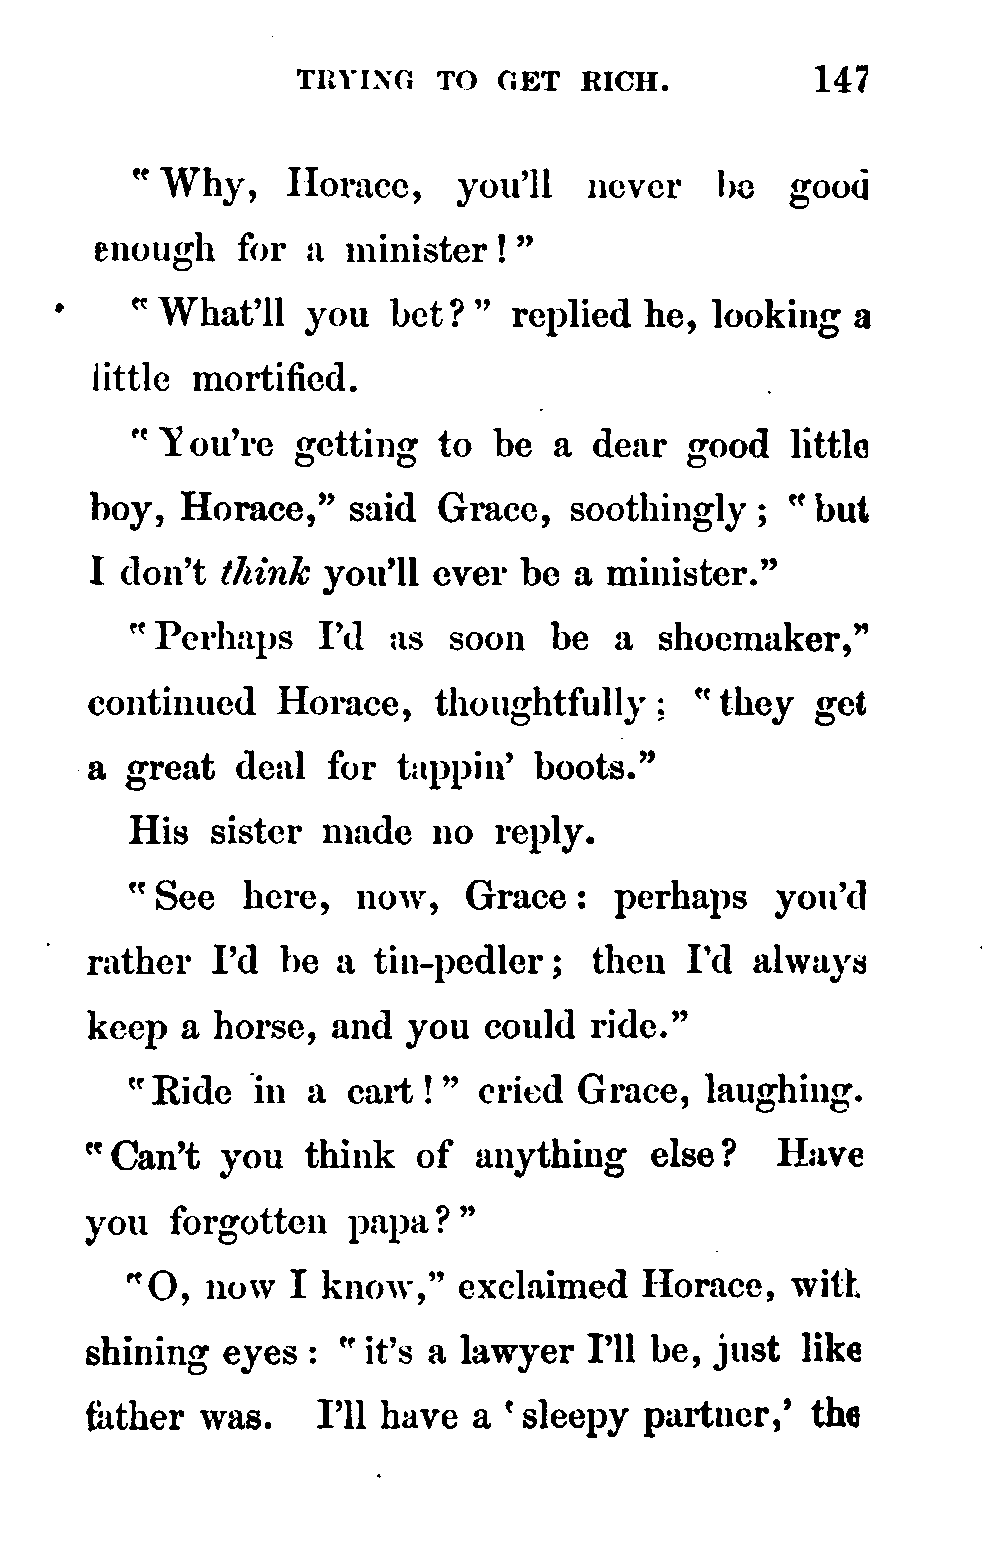 TRYING TO GET RICH. 147
"Why, Horace, you'll never be good
enough for a minister!"
"What'll you bet?" replied he, looking a
little mortified.
"You're getting to be a dear good little
boy, Horace," said Grace, soothingly; "but
I don't think you'll ever be a minister."
"Perhaps I'd as soon be a shoemaker,"
continued Horace, thoughtfully; "they get
a great deal for tappin' boots."
His sister made no reply.
"See here, now, Grace: perhaps you'd
rather I'd be a tin-pedler; then I'd always
keep a horse, and you could ride."
"Ride in a cart!" cried Grace, laughing.
"Can't you think of anything else? Have
you forgotten papa?"
"O, now I know," exclaimed Horace, with
shining eyes: "it's a lawyer I'll be, just like
father was. I'll have a 'sleepy partner,' the